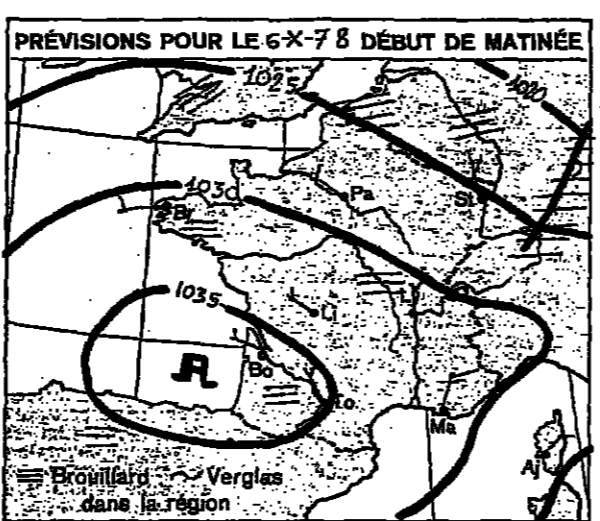 PRÉVISIONS POUR LE 6-X-78 DÉBUT DE MATINÉE
1025
1020
1030
Pa
St
Br
1035
Li
Ly
A
Bo
To
Ma
Aj
Brouillard Verglas
dans la région